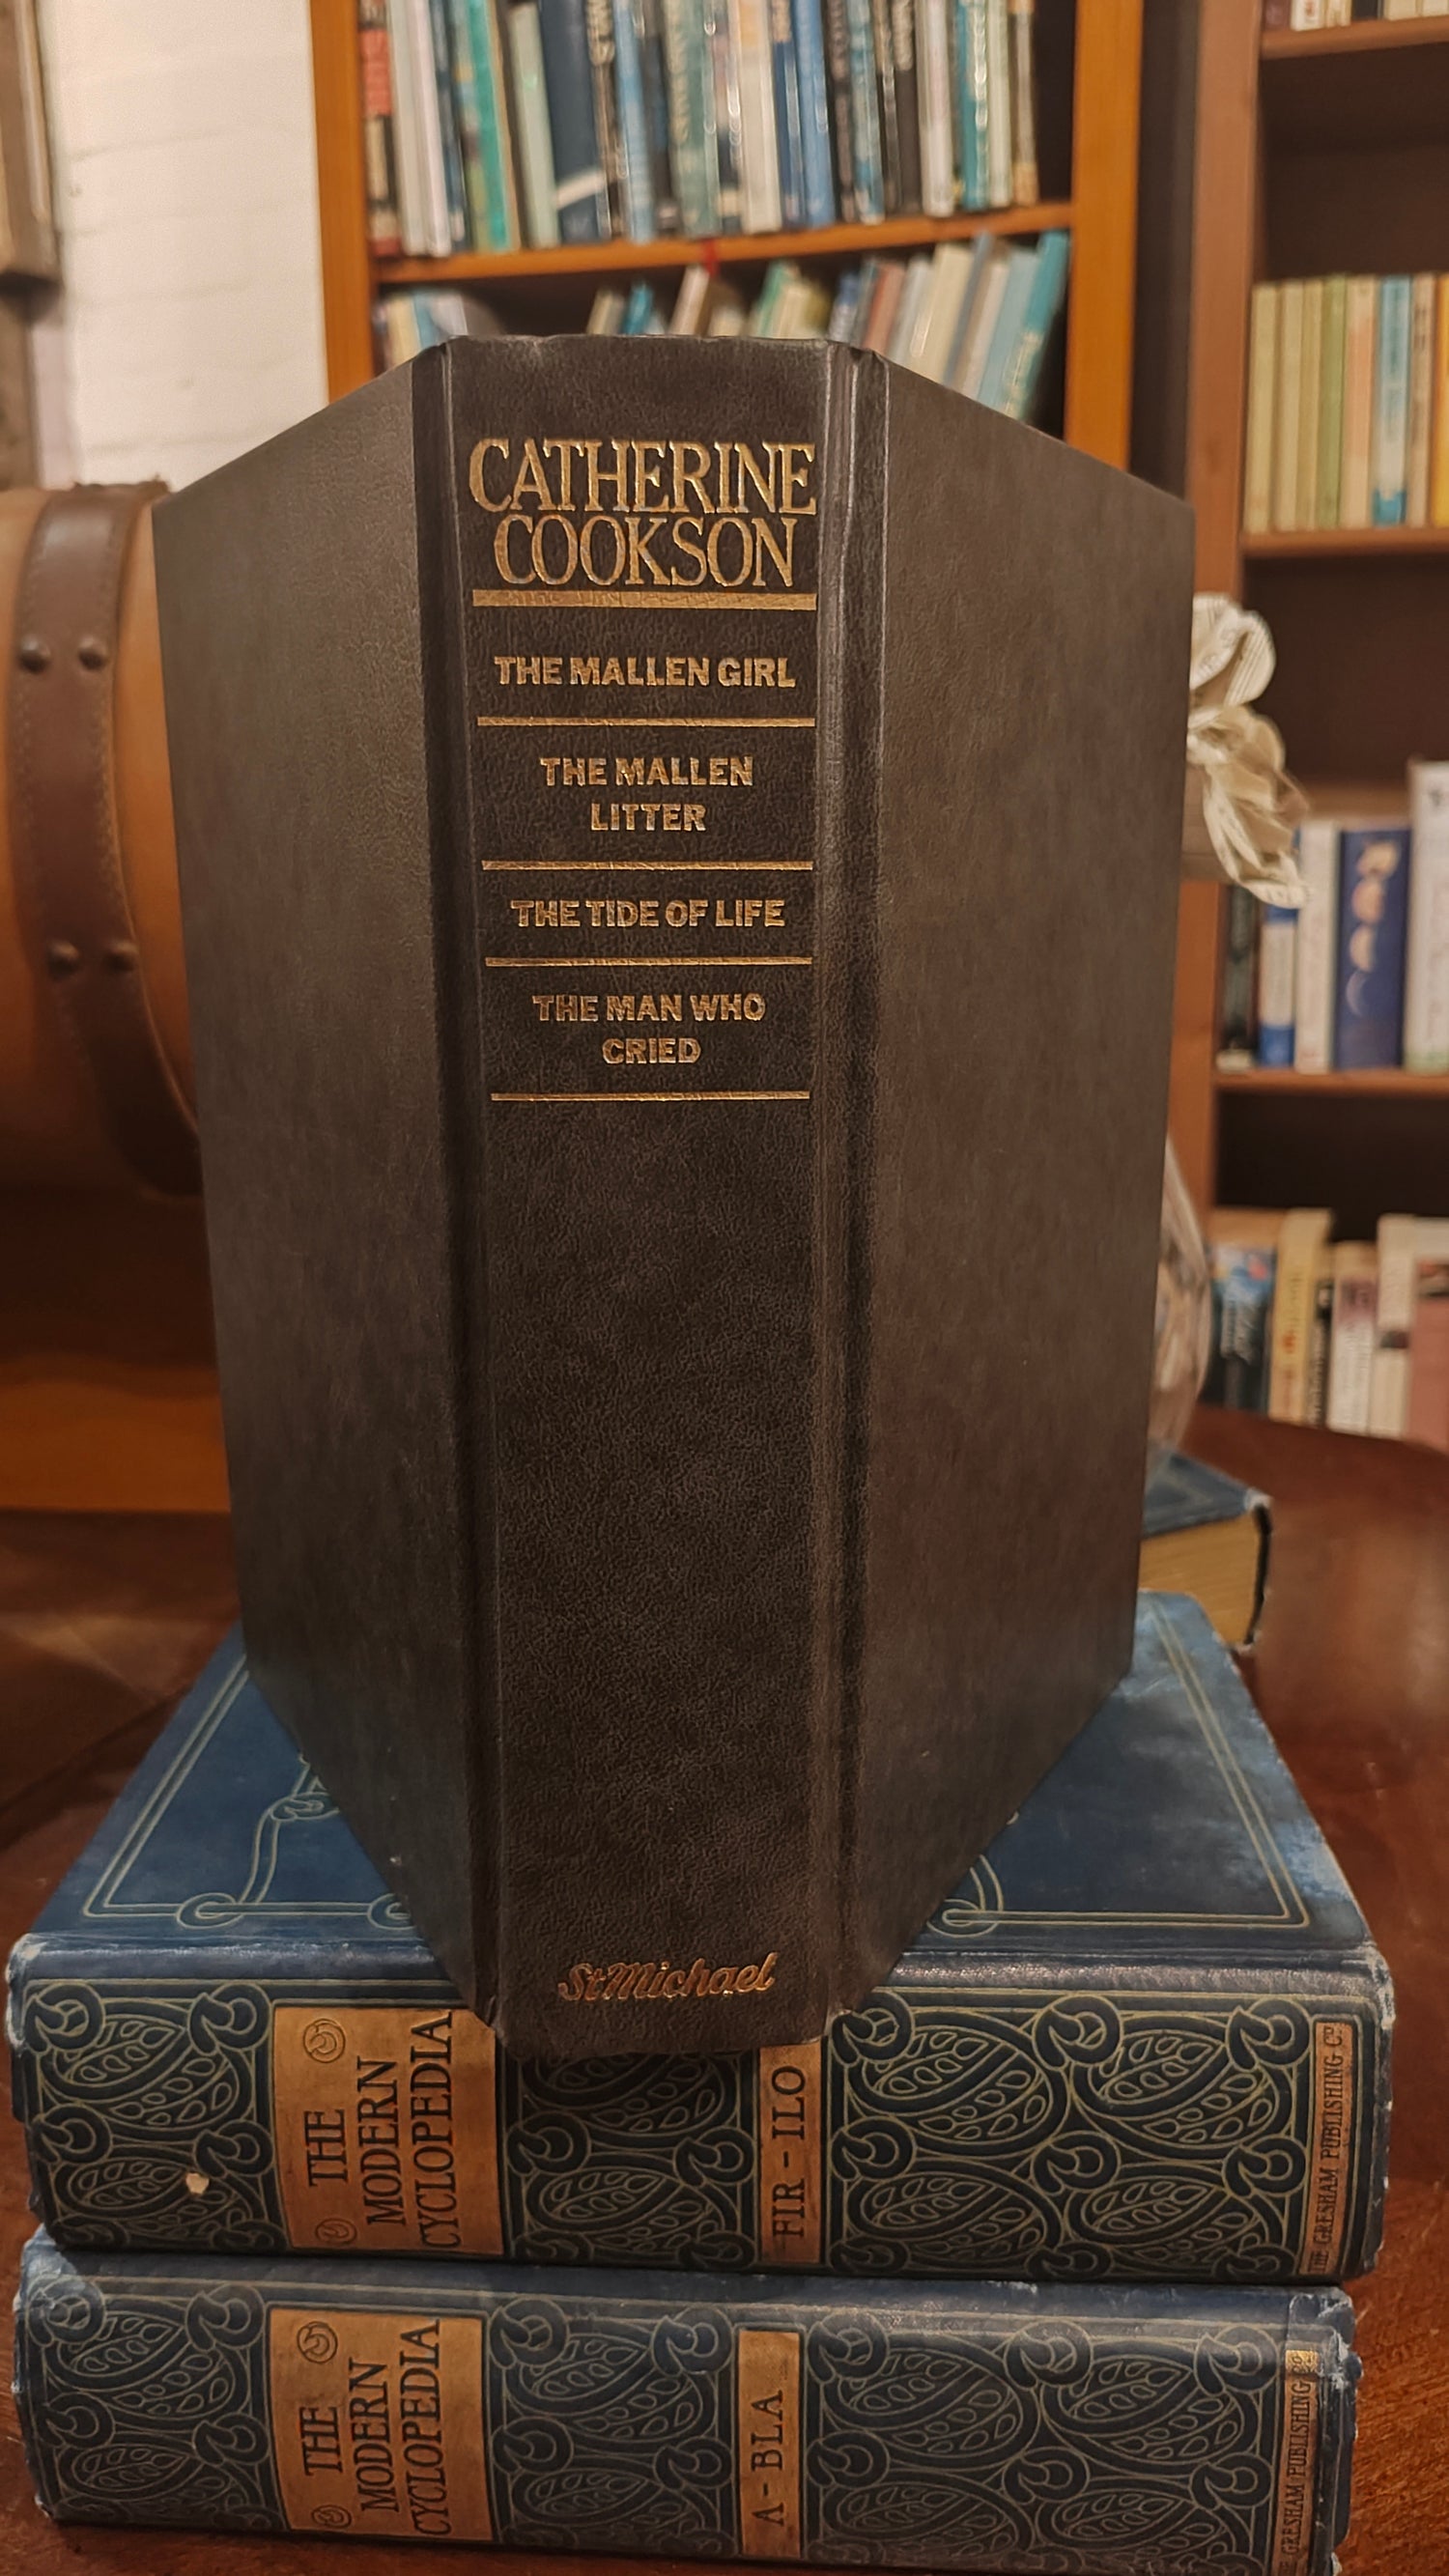 CATHERINE
COOKSON
THE MALLEN GIRL
THE MALLEN
LITTER
THE TIDE OF LIFE
THE MAN WHO
CRIED
St Michael
THE
MODERN
CYCLOPEDIA
FIR - ILO
THE GRESHAM PUBLISHING Co
THE
MODERN
CYCLOPEDIA
A - BLA
GRESHAM PUBLISHING Co